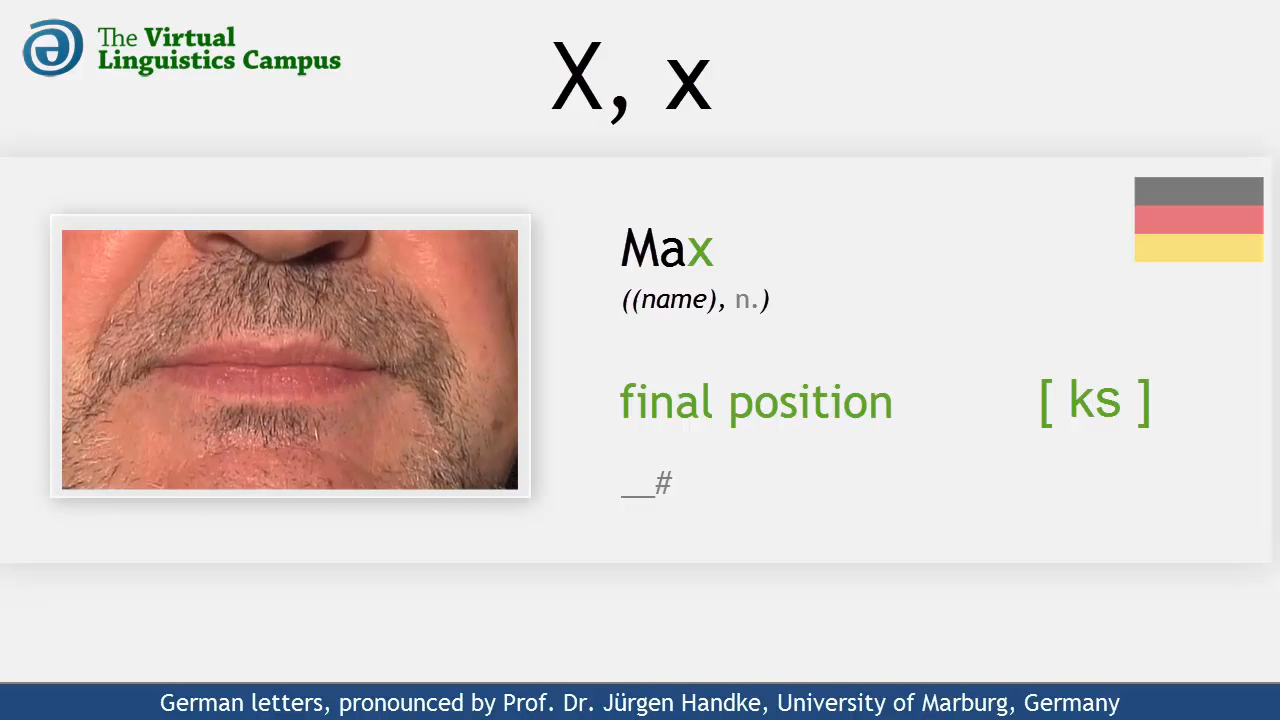 The Virtual
Linguistics Campus
X, x
Max
((name), n.)
final position [ ks ]
__#
German letters, pronounced by Prof. Dr. Jürgen Handke, University of Marburg, Germany